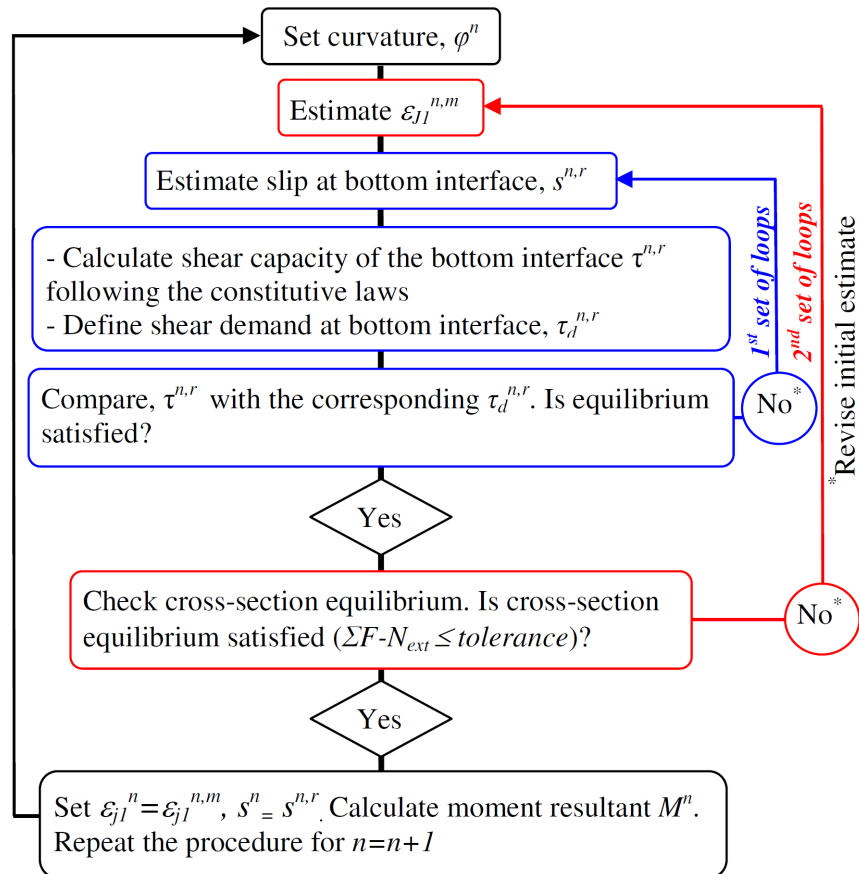 Set curvature, φⁿ
Estimate ε_J1^n,m
Estimate slip at bottom interface, s^n,r
- Calculate shear capacity of the bottom interface τ^n,r
following the constitutive laws
- Define shear demand at bottom interface, τ_d^n,r
Compare, τ^n,r with the corresponding τ_d^n,r. Is equilibrium
satisfied?
No*
1st set of loops
2nd set of loops
*Revise initial estimate
Yes
Check cross-section equilibrium. Is cross-section
equilibrium satisfied (ΣF-N_ext ≤ tolerance)?
No*
Yes
Set ε_j1^n=ε_j1^n,m, s^n = s^n,r. Calculate moment resultant M^n.
Repeat the procedure for n=n+1